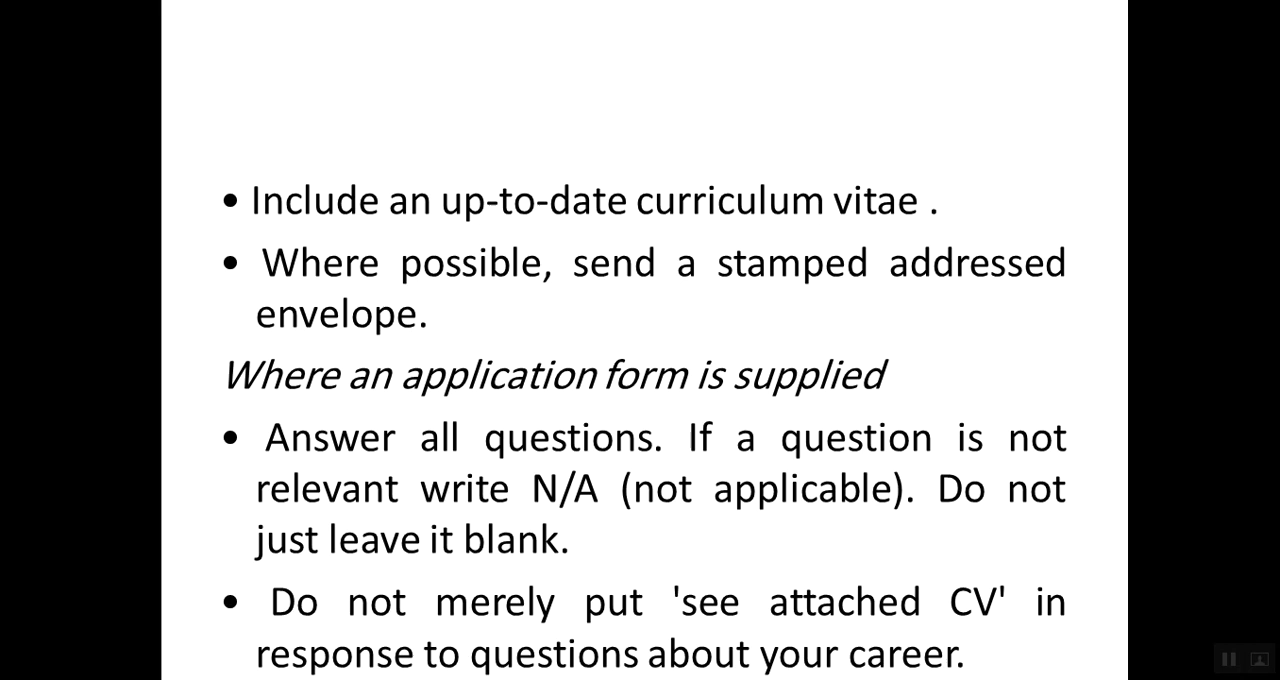 • Include an up-to-date curriculum vitae .
• Where possible, send a stamped addressed
envelope.
Where an application form is supplied
• Answer all questions. If a question is not
relevant write N/A (not applicable). Do not
just leave it blank.
• Do not merely put 'see attached CV' in
response to questions about your career.